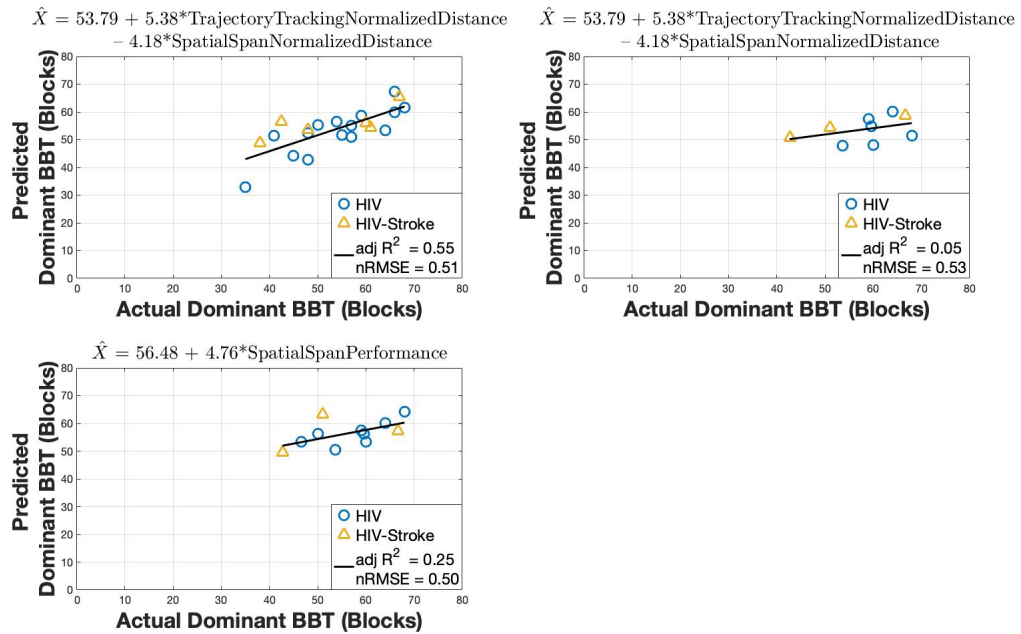 X̂ = 53.79 + 5.38*TrajectoryTrackingNormalizedDistance
– 4.18*SpatialSpanNormalizedDistance
Predicted
Dominant BBT (Blocks)
80
70
60
50
40
30
20
10
0
HIV
HIV-Stroke
adj R² = 0.55
nRMSE = 0.51
0 10 20 30 40 50 60 70 80
Actual Dominant BBT (Blocks)
X̂ = 53.79 + 5.38*TrajectoryTrackingNormalizedDistance
– 4.18*SpatialSpanNormalizedDistance
Predicted
Dominant BBT (Blocks)
80
70
60
50
40
30
20
10
0
HIV
HIV-Stroke
adj R² = 0.05
nRMSE = 0.53
0 10 20 30 40 50 60 70 80
Actual Dominant BBT (Blocks)
X̂ = 56.48 + 4.76*SpatialSpanPerformance
Predicted
Dominant BBT (Blocks)
80
70
60
50
40
30
20
10
0
HIV
HIV-Stroke
adj R² = 0.25
nRMSE = 0.50
0 10 20 30 40 50 60 70 80
Actual Dominant BBT (Blocks)